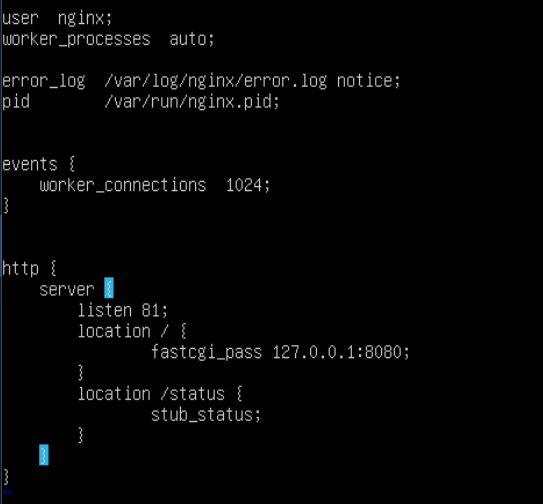 user  nginx;
worker_processes  auto;

error_log  /var/log/nginx/error.log notice;
pid        /var/run/nginx.pid;


events {
    worker_connections  1024;
}


http {
    server {
        listen 81;
        location / {
                fastcgi_pass 127.0.0.1:8080;
        }
        location /status {
                stub_status;
        }
    }
}
~